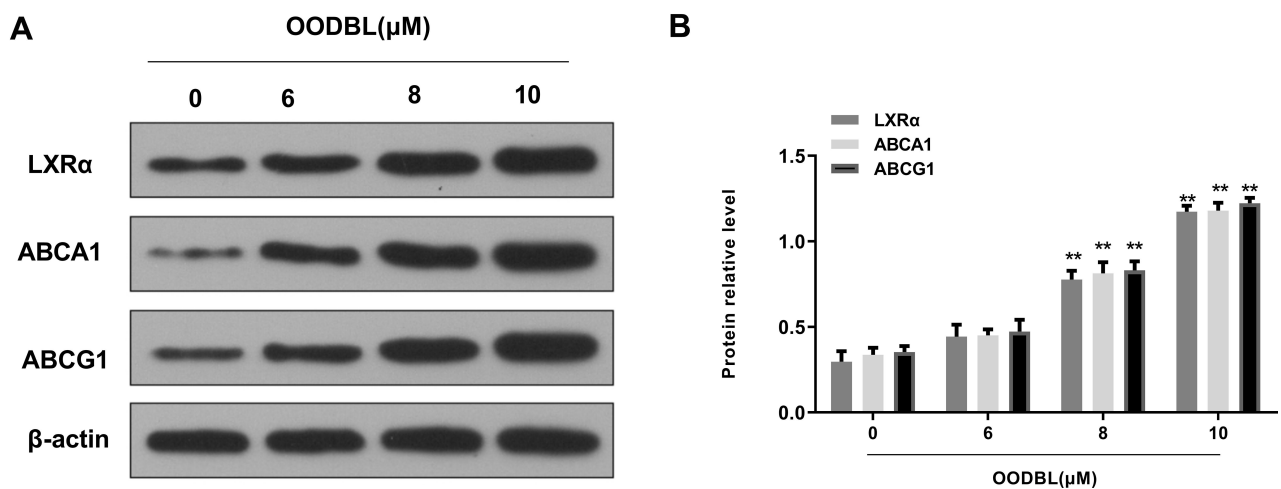 A
OODBL(μM)
0 6 8 10
LXRα
ABCA1
ABCG1
β-actin
B
LXRα
ABCA1
ABCG1
Protein relative level
1.5
1.0
0.5
0.0
** ** **
** ** **
0 6 8 10
OODBL(μM)